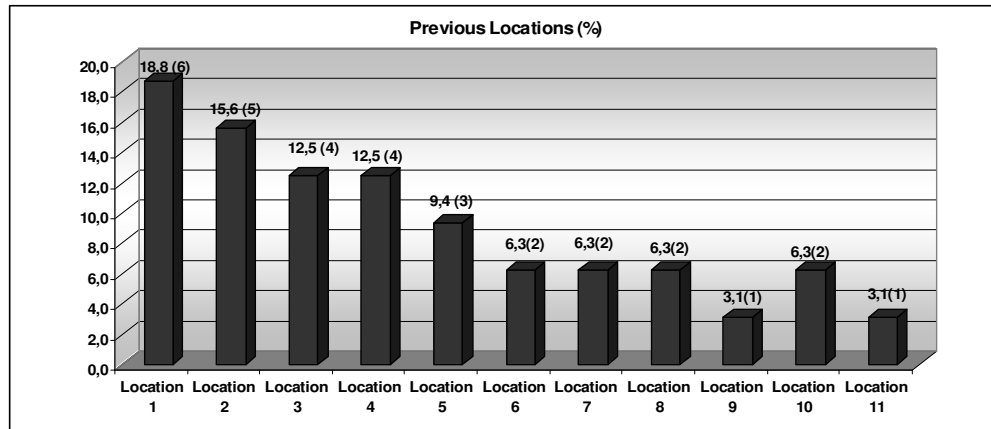 Previous Locations (%)
20,0
18,0
16,0
14,0
12,0
10,0
8,0
6,0
4,0
2,0
0,0
18,8 (6)
15,6 (5)
12,5 (4)
12,5 (4)
9,4 (3)
6,3(2)
6,3(2)
6,3(2)
3,1(1)
6,3(2)
3,1(1)
Location 1
Location 2
Location 3
Location 4
Location 5
Location 6
Location 7
Location 8
Location 9
Location 10
Location 11